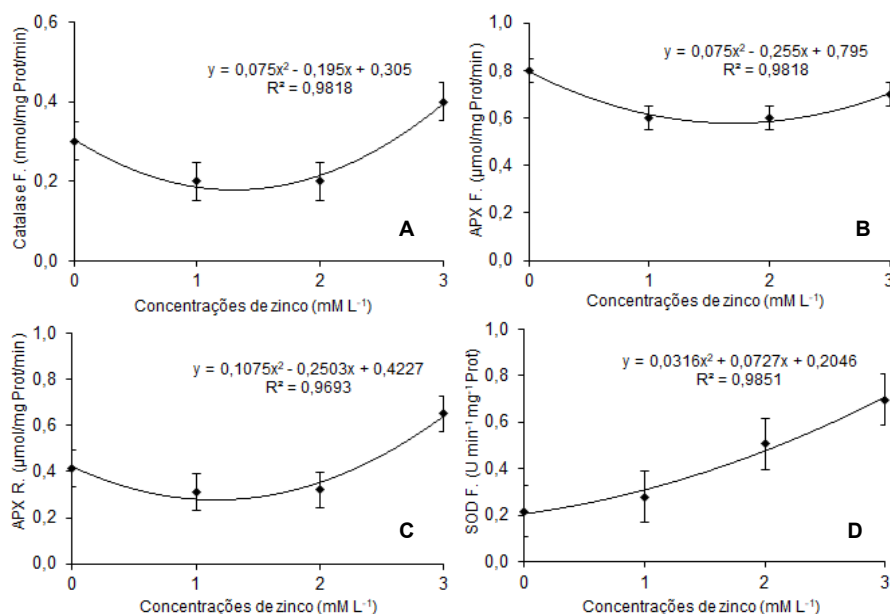 Catalase F. (nmol/mg Prot/min)
0,6
0,4
0,2
0,0
y = 0,075x² - 0,195x + 0,305
R² = 0,9818
A
0
1
2
3
Concentrações de zinco (mM L⁻¹)
APX F. (µmol/mg Prot/min)
1,0
0,8
0,6
0,4
0,2
0,0
y = 0,075x² - 0,255x + 0,795
R² = 0,9818
B
0
1
2
3
Concentrações de zinco (mM L⁻¹)
APX R. (µmol/mg Prot/min)
1,0
0,8
0,6
0,4
0,2
0,0
y = 0,1075x² - 0,2503x + 0,4227
R² = 0,9693
C
0
1
2
3
Concentrações de zinco (mM L⁻¹)
SOD F. (U min⁻¹ mg⁻¹ Prot)
1,0
0,8
0,6
0,4
0,2
0,0
y = 0,0316x² + 0,0727x + 0,2046
R² = 0,9851
D
0
1
2
3
Concentrações de zinco (mM L⁻¹)